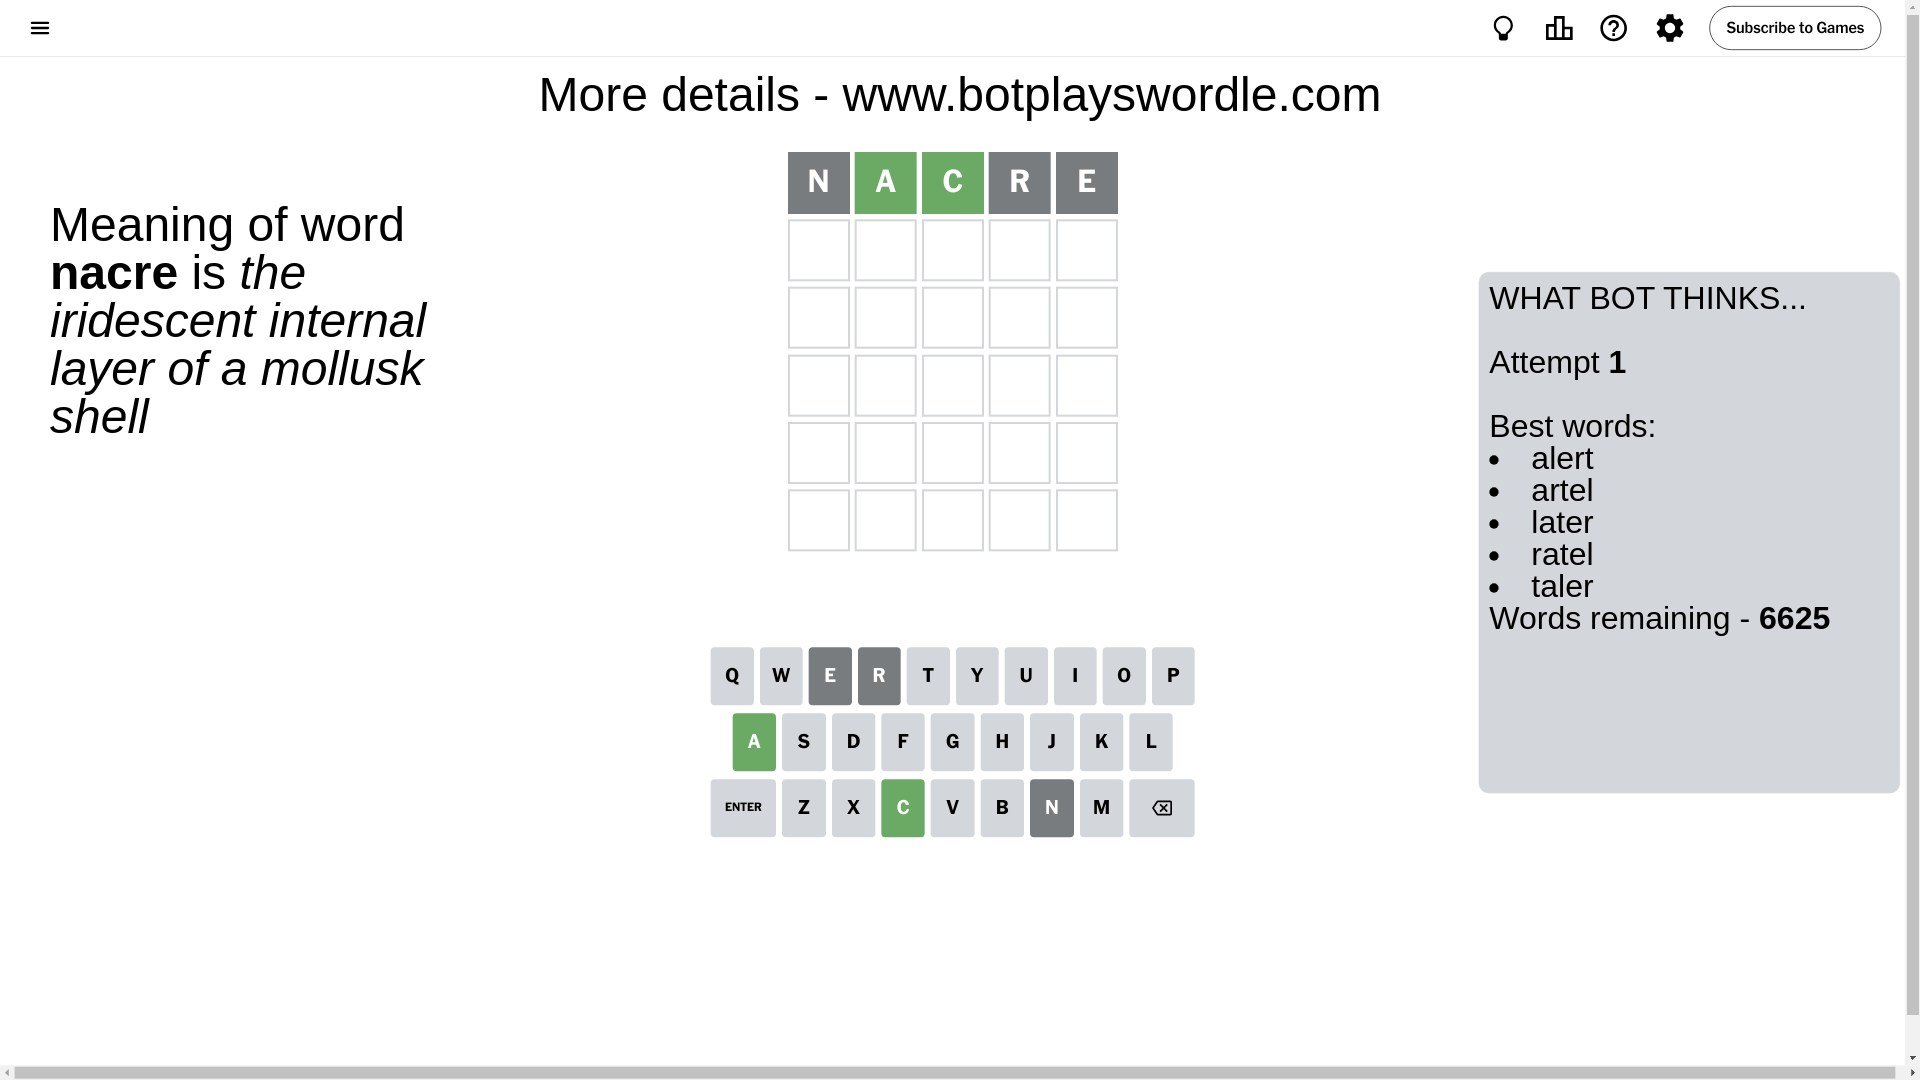 Subscribe to Games
More details - www.botplayswordle.com
Meaning of word
nacre is the
iridescent internal
layer of a mollusk
shell
N A C R E
WHAT BOT THINKS...
Attempt 1
Best words:
• alert
• artel
• later
• ratel
• taler
Words remaining - 6625
Q W E R T Y U I O P
A S D F G H J K L
ENTER Z X C V B N M